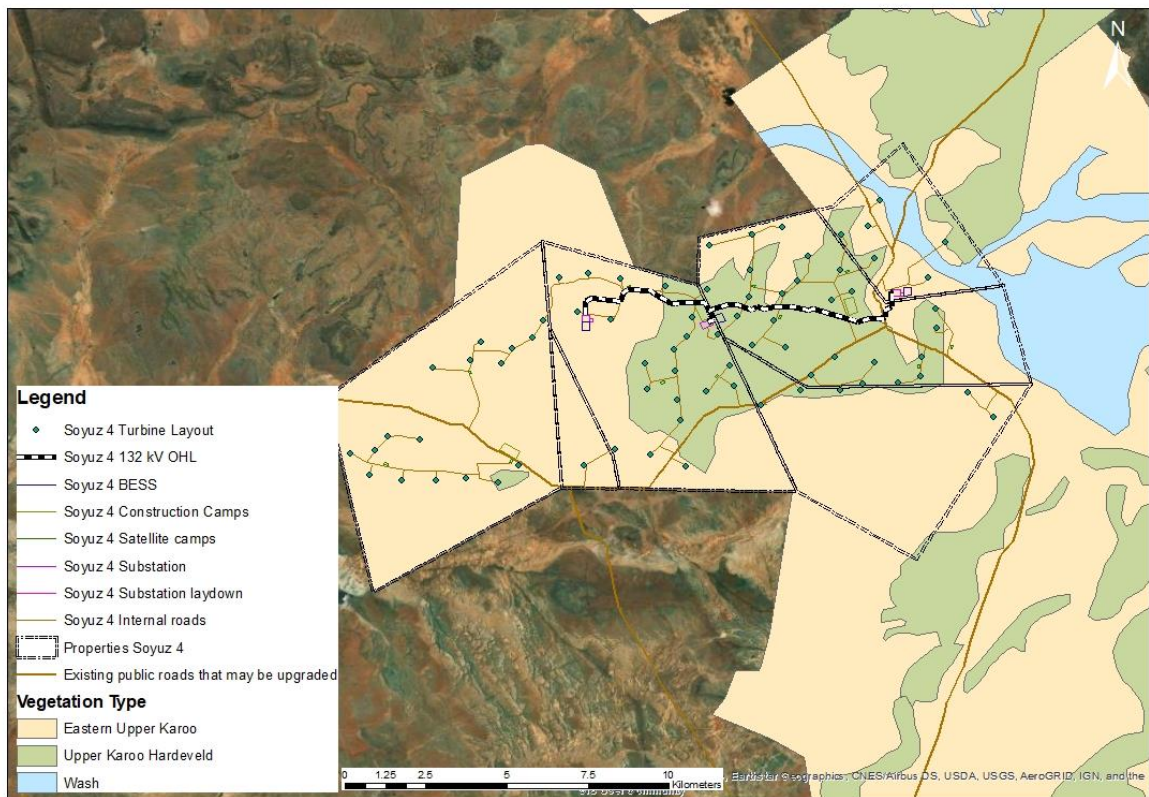 N
Legend
Soyuz 4 Turbine Layout
Soyuz 4 132 kV OHL
Soyuz 4 BESS
Soyuz 4 Construction Camps
Soyuz 4 Satellite camps
Soyuz 4 Substation
Soyuz 4 Substation laydown
Soyuz 4 Internal roads
Properties Soyuz 4
Existing public roads that may be upgraded
Vegetation Type
Eastern Upper Karoo
Upper Karoo Hardeveld
Wash
0 1.25 2.5 5 7.5 10
Kilometers
Earthstar Geographics, CNES/Airbus DS, USDA, USGS, AeroGRID, IGN, and the